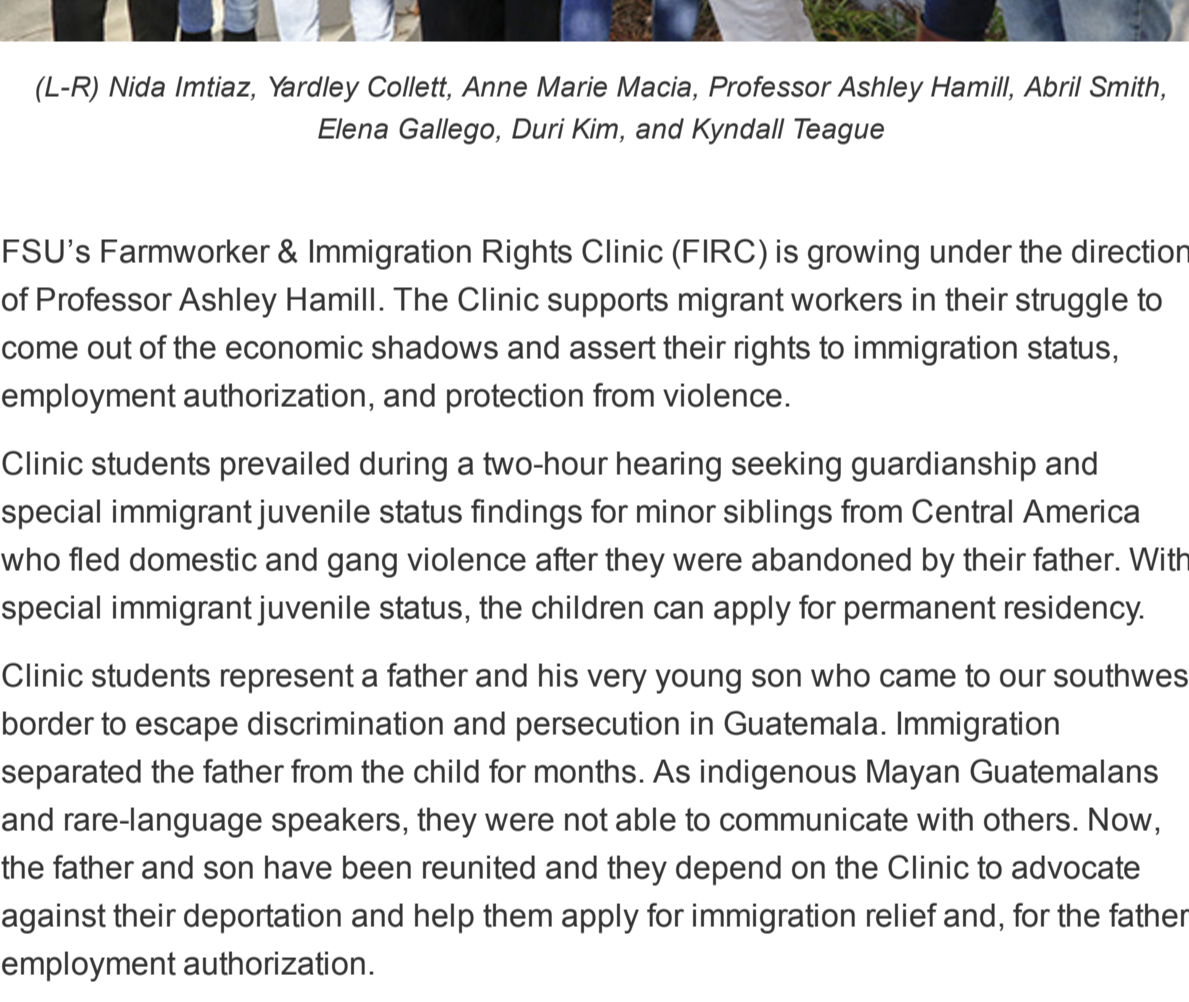 (L-R) Nida Imtiaz, Yardley Collett, Anne Marie Macia, Professor Ashley Hamill, Abril Smith,
Elena Gallego, Duri Kim, and Kyndall Teague
FSU’s Farmworker & Immigration Rights Clinic (FIRC) is growing under the direction
of Professor Ashley Hamill. The Clinic supports migrant workers in their struggle to
come out of the economic shadows and assert their rights to immigration status,
employment authorization, and protection from violence.
Clinic students prevailed during a two-hour hearing seeking guardianship and
special immigrant juvenile status findings for minor siblings from Central America
who fled domestic and gang violence after they were abandoned by their father. With
special immigrant juvenile status, the children can apply for permanent residency.
Clinic students represent a father and his very young son who came to our southwes
border to escape discrimination and persecution in Guatemala. Immigration
separated the father from the child for months. As indigenous Mayan Guatemalans
and rare-language speakers, they were not able to communicate with others. Now,
the father and son have been reunited and they depend on the Clinic to advocate
against their deportation and help them apply for immigration relief and, for the father
employment authorization.